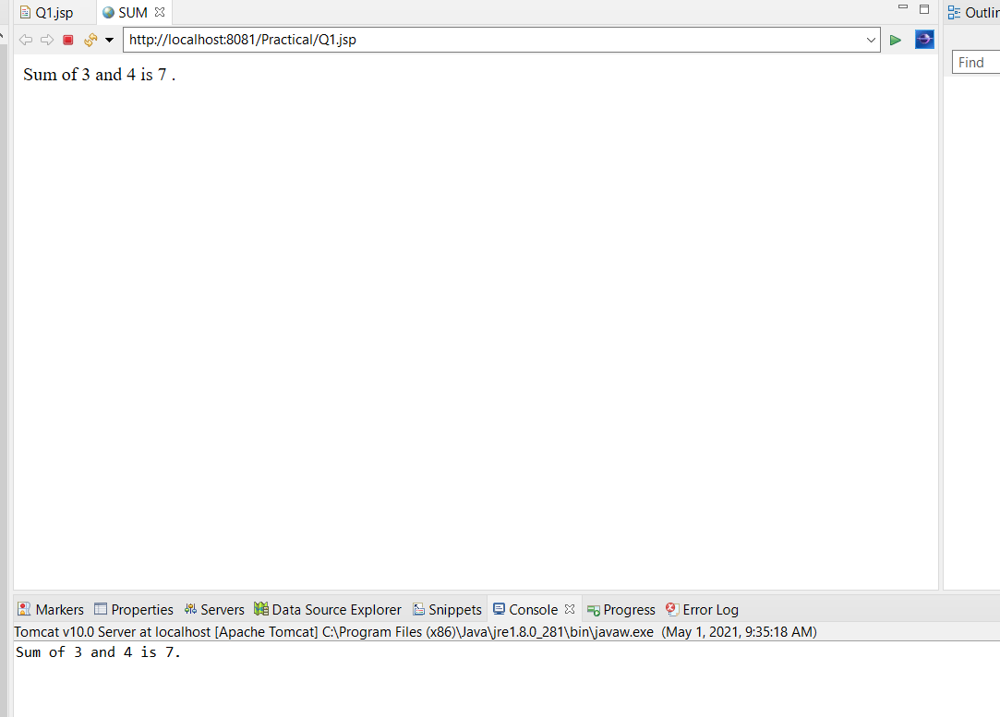 Q1.jsp SUM
http://localhost:8081/Practical/Q1.jsp
Sum of 3 and 4 is 7 .
Find
Markers Properties Servers Data Source Explorer Snippets Console Progress Error Log
Tomcat v10.0 Server at localhost [Apache Tomcat] C:\Program Files (x86)\Java\jre1.8.0_281\bin\javaw.exe (May 1, 2021, 9:35:18 AM)
Sum of 3 and 4 is 7.